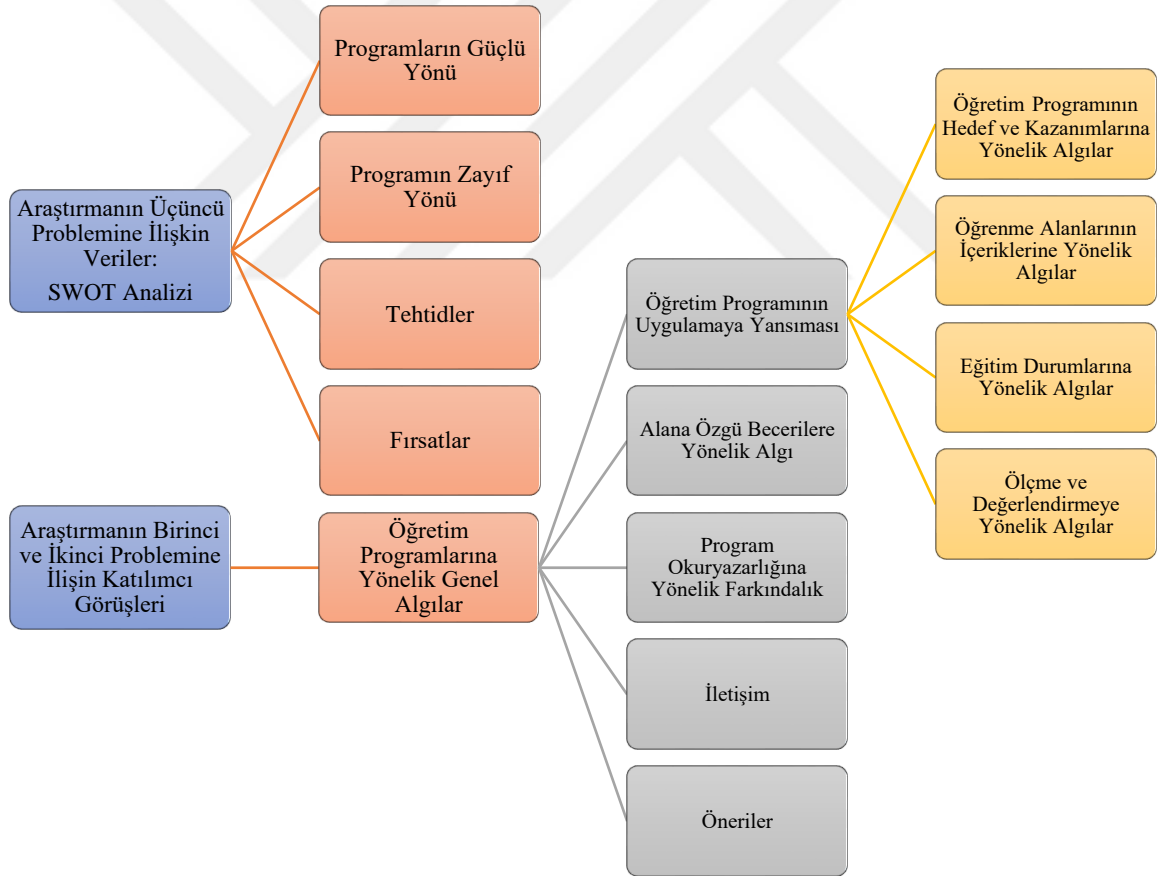 Araştırmanın Üçüncü
Problemine İlişkin
Veriler:
SWOT Analizi
Programların Güçlü
Yönü
Programın Zayıf
Yönü
Tehtidler
Fırsatlar
Araştırmanın Birinci
ve İkinci Problemine
İlişin Katılımcı
Görüşleri
Öğretim
Programlarına
Yönelik Genel
Algılar
Öğretim Programının
Uygulamaya Yansıması
Alana Özgü Becerilere
Yönelik Algı
Program
Okuryazarlığına
Yönelik Farkındalık
İletişim
Öneriler
Öğretim Programının
Hedef ve Kazanımlarına
Yönelik Algılar
Öğrenme Alanlarının
İçeriklerine Yönelik
Algılar
Eğitim Durumlarına
Yönelik Algılar
Ölçme ve
Değerlendirmeye
Yönelik Algılar